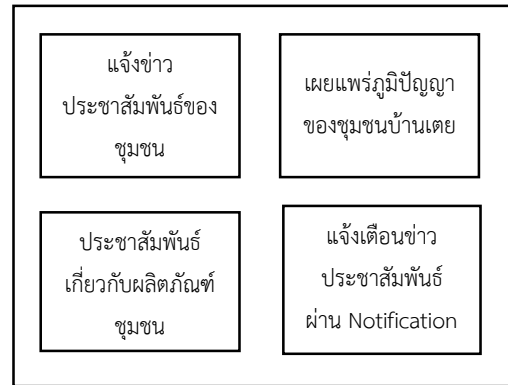 แจ้งข่าว
ประชาสัมพันธ์ของ
ชุมชน
เผยแพร่ภูมิปัญญา
ของชุมชนบ้านเตย
ประชาสัมพันธ์
เกี่ยวกับผลิตภัณฑ์
ชุมชน
แจ้งเตือนข่าว
ประชาสัมพันธ์
ผ่าน Notification